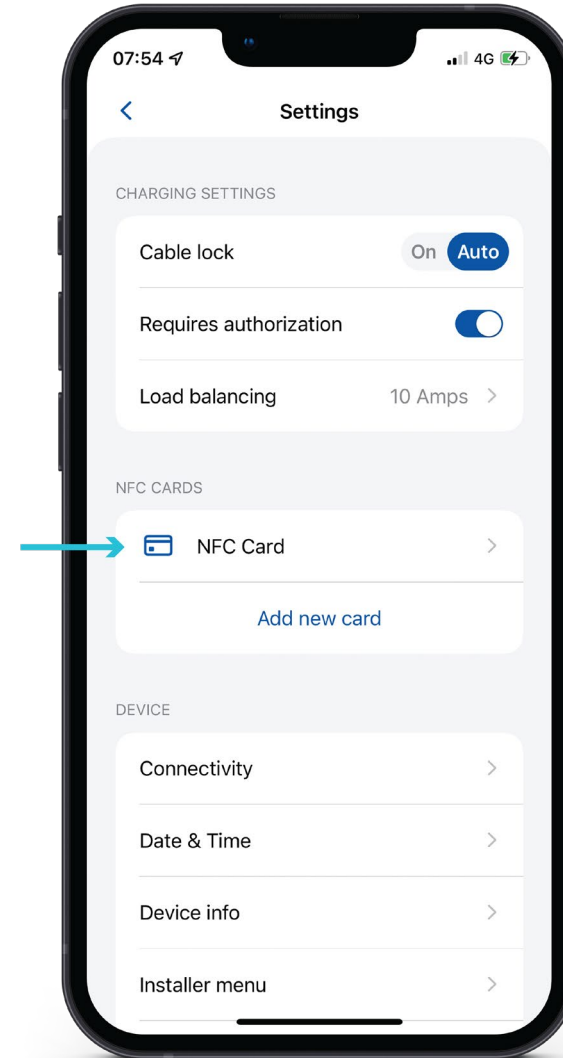 07:54
4G
Settings
CHARGING SETTINGS
Cable lock
On Auto
Requires authorization
Load balancing 10 Amps
NFC CARDS
NFC Card
Add new card
DEVICE
Connectivity
Date & Time
Device info
Installer menu